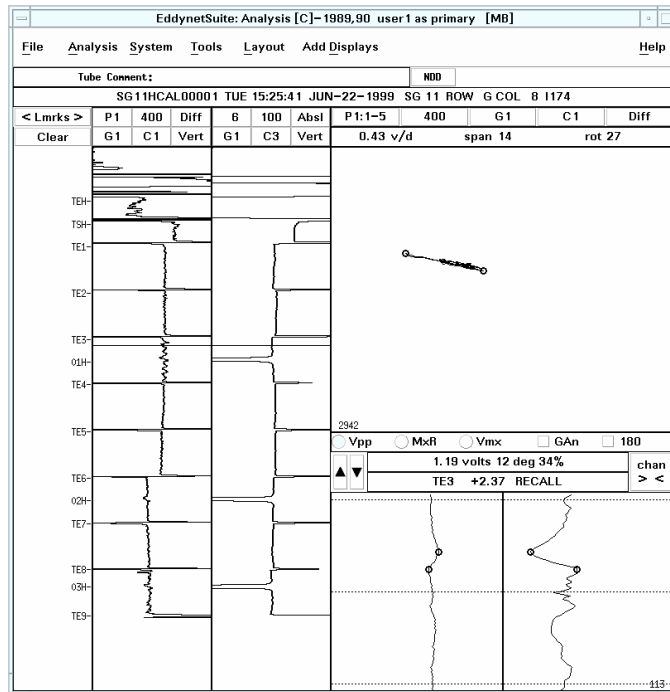 EddynetSuite: Analysis [C]-1989,90 user1 as primary [MB]
File Analysis System Tools Layout Add Displays Help
Tube Comment: NDD
SG11HCAL00001 TUE 15:25:41 JUN-22-1999 SG 11 ROW G COL 8 I174
< Lmrks > P1 400 Diff 6 100 Absl P1:1-5 400 G1 C1 Diff
Clear G1 C1 Vert G1 C3 Vert 0.43 v/d span 14 rot 27
TEH
TSH
TE1
TE2
TE3
01H
TE4
TE5
TE6
02H
TE7
TE8
03H
TE9
2942
Vpp MxR Vmx GAn 180
1.19 volts 12 deg 34% chan
TE3 +2.37 RECALL > <
113